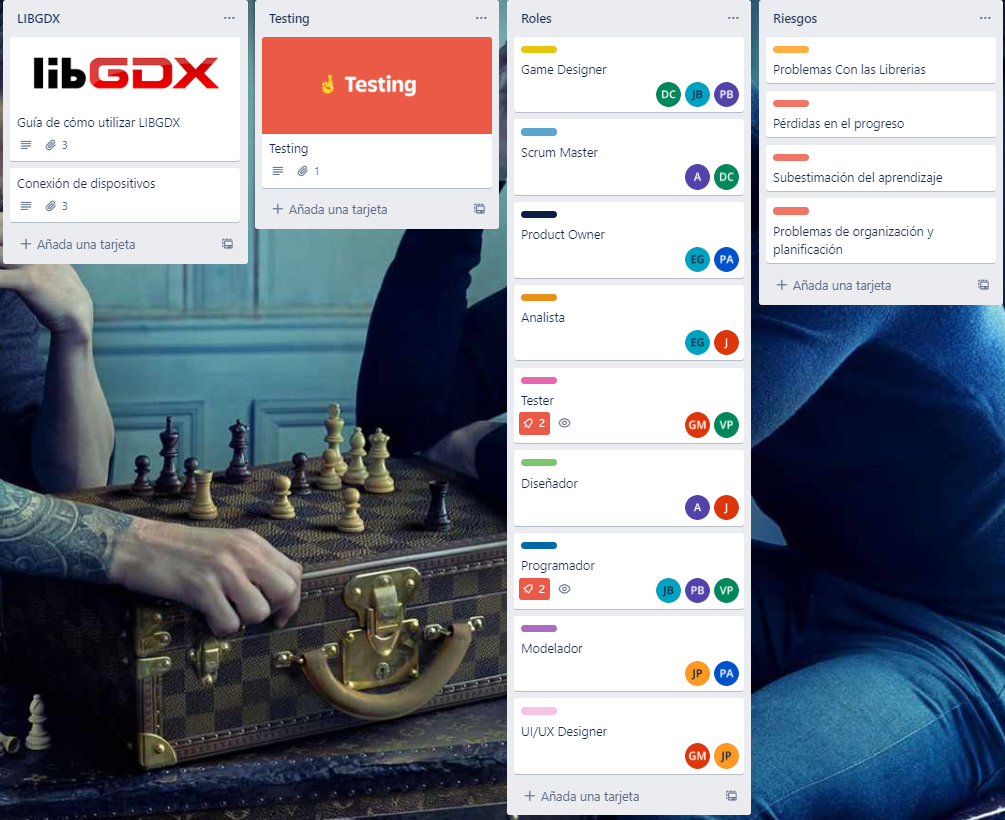 LIBGDX
libGDX
Guía de cómo utilizar LIBGDX
3
Conexión de dispositivos
3
Añada una tarjeta
Testing
Testing
Testing
1
Añada una tarjeta
Roles
Game Designer
DC JB PB
Scrum Master
A DC
Product Owner
EG PA
Analista
EG J
Tester
2
GM VP
Diseñador
A J
Programador
2
JB PB VP
Modelador
JP PA
UI/UX Designer
GM JP
Añada una tarjeta
Riesgos
Problemas Con las Librerias
Pérdidas en el progreso
Subestimación del aprendizaje
Problemas de organización y
planificación
Añada una tarjeta